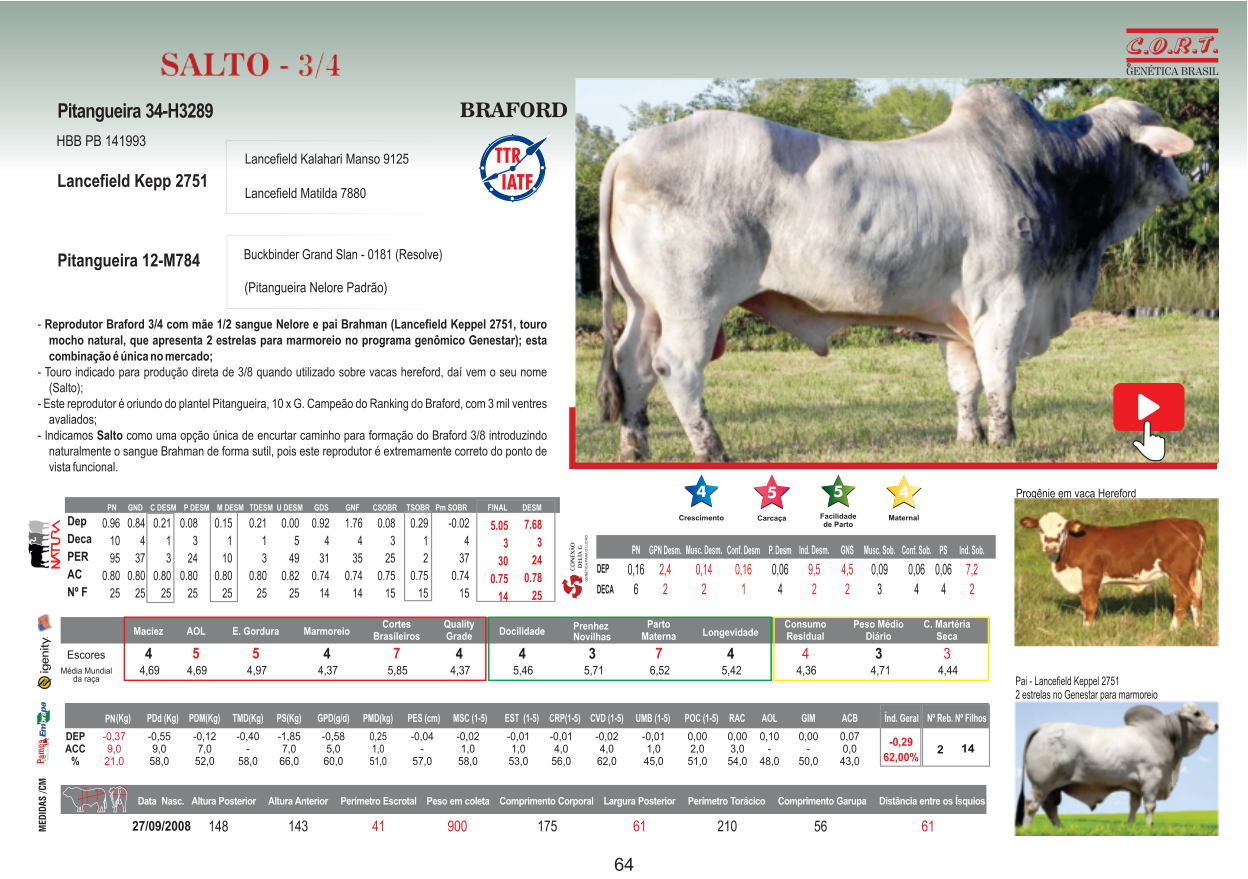 SALTO - 3/4
C.O.R.T.
GENÉTICA BRASIL
Pitangueira 34-H3289
BRAFORD
HBB PB 141993
TTR
IATF
Lancefield Kalahari Manso 9125
Lancefield Kepp 2751
Lancefield Matilda 7880
Buckbinder Grand Slan - 0181 (Resolve)
Pitangueira 12-M784
(Pitangueira Nelore Padrão)
- Reprodutor Braford 3/4 com mãe 1/2 sangue Nelore e pai Brahman (Lancefield Keppel 2751, touro
mocho natural, que apresenta 2 estrelas para marmoreio no programa genômico Genestar); esta
combinação é única no mercado;
- Touro indicado para produção direta de 3/8 quando utilizado sobre vacas hereford, daí vem o seu nome
(Salto);
- Este reprodutor é oriundo do plantel Pitangueira, 10 x G. Campeão do Ranking do Braford, com 3 mil ventres
avaliados;
- Indicamos Salto como uma opção única de encurtar caminho para formação do Braford 3/8 introduzindo
naturalmente o sangue Brahman de forma sutil, pois este reprodutor é extremamente correto do ponto de
vista funcional.
4 5 5 4
Crescimento Carcaça Facilidade de Parto Maternal
NATURA
PN GND C DESM P DESM M DESM TDESM U DESM GDS GNF CSOBR TSOBR Pm SOBR FINAL DESM
Dep 0.96 0.84 0.21 0.08 0.15 0.21 0.00 0.92 1.76 0.08 0.29 -0.02 5.05 7.68
Deca 10 4 1 3 1 1 5 4 4 3 1 4 3 3
PER 95 37 3 24 10 3 49 31 35 25 2 37 30 24
AC 0.80 0.80 0.80 0.80 0.80 0.80 0.82 0.74 0.74 0.75 0.75 0.74 0.75 0.78
Nº F 25 25 25 25 25 25 25 14 14 15 15 15 14 25
CONEXÃO
DELTA G
PN GPN Desm. Musc. Desm. Conf. Desm P. Desm Ind. Desm. GNS Musc. Sob. Conf. Sob. PS Ind. Sob.
DEP 0,16 2,4 0,14 0,16 0,06 9,5 4,5 0,09 0,06 0,06 7,2
DECA 6 2 2 1 4 2 2 3 4 4 2
Progênie em vaca Hereford
igenity
Maciez AOL E. Gordura Marmoreio Cortes Brasileiros Quality Grade Docilidade Prenhez Novilhas Parto Materna Longevidade Consumo Residual Peso Médio Diário C. Martéria Seca
Escores 4 5 5 4 7 4 4 3 7 4 4 3 3
Média Mundial da raça 4,69 4,69 4,97 4,37 5,85 4,37 5,46 5,71 6,52 5,42 4,36 4,71 4,44
Pai - Lancefield Keppel 2751
2 estrelas no Genestar para marmoreio
Embrapa
Pampa
PN(Kg) PDd (Kg) PDM(Kg) TMD(Kg) PS(Kg) GPD(g/d) PMD(kg) PES (cm) MSC (1-5) EST (1-5) CRP(1-5) CVD (1-5) UMB (1-5) POC (1-5) RAC AOL GIM ACB Índ. Geral Nº Reb. Nº Filhos
DEP -0,37 -0,55 -0,12 -0,40 -1,85 -0,58 0,25 -0,04 -0,02 -0,01 -0,01 -0,02 -0,01 0,00 0,00 0,10 0,00 0,07
ACC 9,0 9,0 7,0 - 7,0 5,0 1,0 - 1,0 1,0 4,0 4,0 1,0 2,0 3,0 - - 0,0
% 21,0 58,0 52,0 58,0 66,0 60,0 51,0 57,0 58,0 53,0 56,0 62,0 45,0 51,0 54,0 48,0 50,0 43,0
-0,29
62,00%
2 14
MEDIDAS /CM
Data Nasc. Altura Posterior Altura Anterior Perímetro Escrotal Peso em coleta Comprimento Corporal Largura Posterior Perímetro Torácico Comprimento Garupa Distância entre os Ísquios
27/09/2008 148 143 41 900 175 61 210 56 61
64